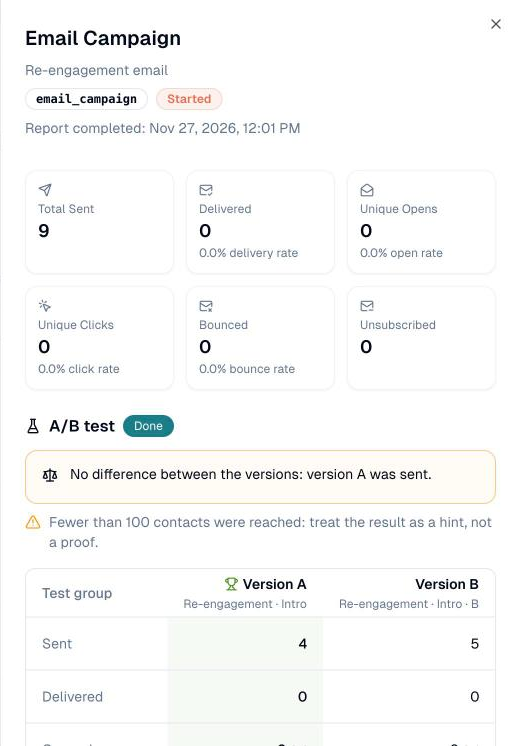 Email Campaign
Re-engagement email
email_campaign Started
Report completed: Nov 27, 2026, 12:01 PM
Total Sent
9
Delivered
0
0.0% delivery rate
Unique Opens
0
0.0% open rate
Unique Clicks
0
0.0% click rate
Bounced
0
0.0% bounce rate
Unsubscribed
0
A/B test Done
No difference between the versions: version A was sent.
Fewer than 100 contacts were reached: treat the result as a hint, not
a proof.
Test group
Version A
Re-engagement · Intro
Version B
Re-engagement · Intro · B
Sent 4 5
Delivered 0 0